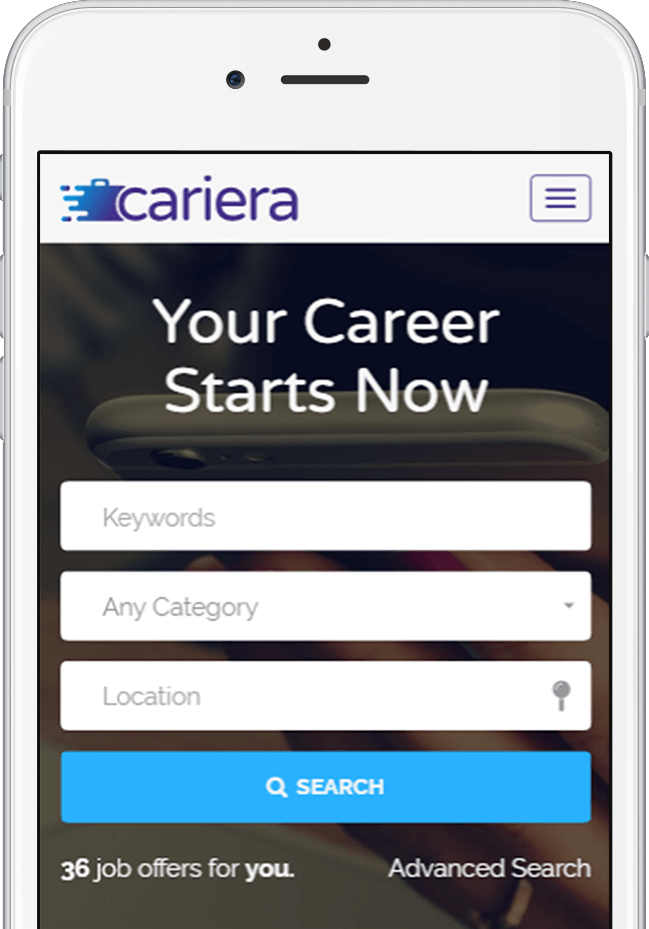 cariera
Your Career
Starts Now
Keywords
Any Category
Location
SEARCH
36 job offers for you. Advanced Search